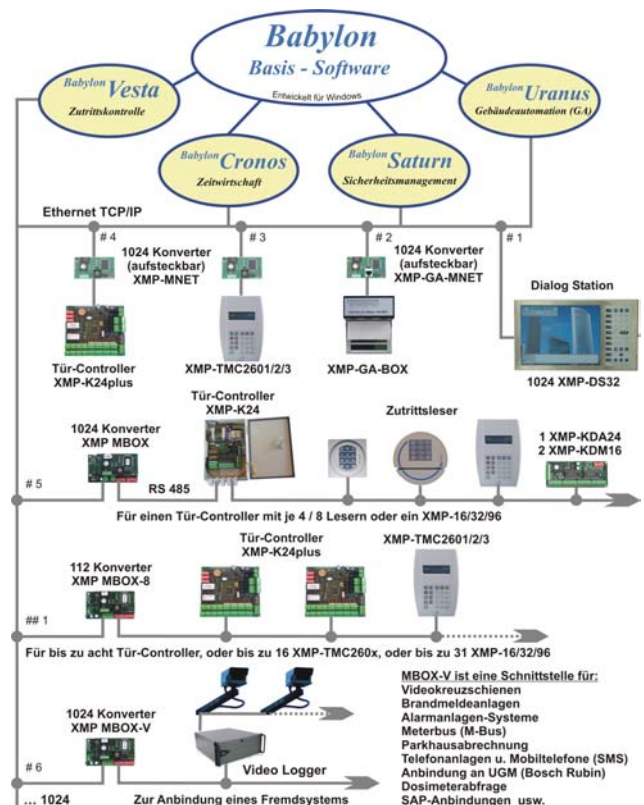 Babylon
Basis - Software
Entwickelt für Windows
Babylon Vesta
Zutrittskontrolle
Babylon Uranus
Gebäudeautomation (GA)
Babylon Cronos
Zeitwirtschaft
Babylon Saturn
Sicherheitsmanagement
Ethernet TCP/IP
# 4
# 3
# 2
# 1
1024 Konverter
(aufsteckbar)
XMP-MNET
1024 Konverter
(aufsteckbar)
XMP-GA-MNET
Dialog Station
Tür-Controller
XMP-K24plus
XMP-TMC2601/2/3
XMP-GA-BOX
1024 XMP-DS32
1024 Konverter
XMP MBOX
Tür-Controller
XMP-K24
Zutrittsleser
1 XMP-KDA24
2 XMP-KDM16
# 5
RS 485
Für einen Tür-Controller mit je 4 / 8 Lesern oder ein XMP-16/32/96
112 Konverter
XMP MBOX-8
Tür-Controller
XMP-K24plus
XMP-TMC2601/2/3
## 1
Für bis zu acht Tür-Controller, oder bis zu 16 XMP-TMC260x, oder bis zu 31 XMP-16/32/96
1024 Konverter
XMP MBOX-V
Video Logger
# 6
... 1024
Zur Anbindung eines Fremdsystems
MBOX-V ist eine Schnittstelle für:
Videokreuzschienen
Brandmeldeanlagen
Alarmanlagen-Systeme
Meterbus (M-Bus)
Parkhausabrechnung
Telefonanlagen u. Mobiltelefone (SMS)
Anbindung an UGM (Bosch Rubin)
Dosimeterabfrage
SAP-Anbindungen usw.